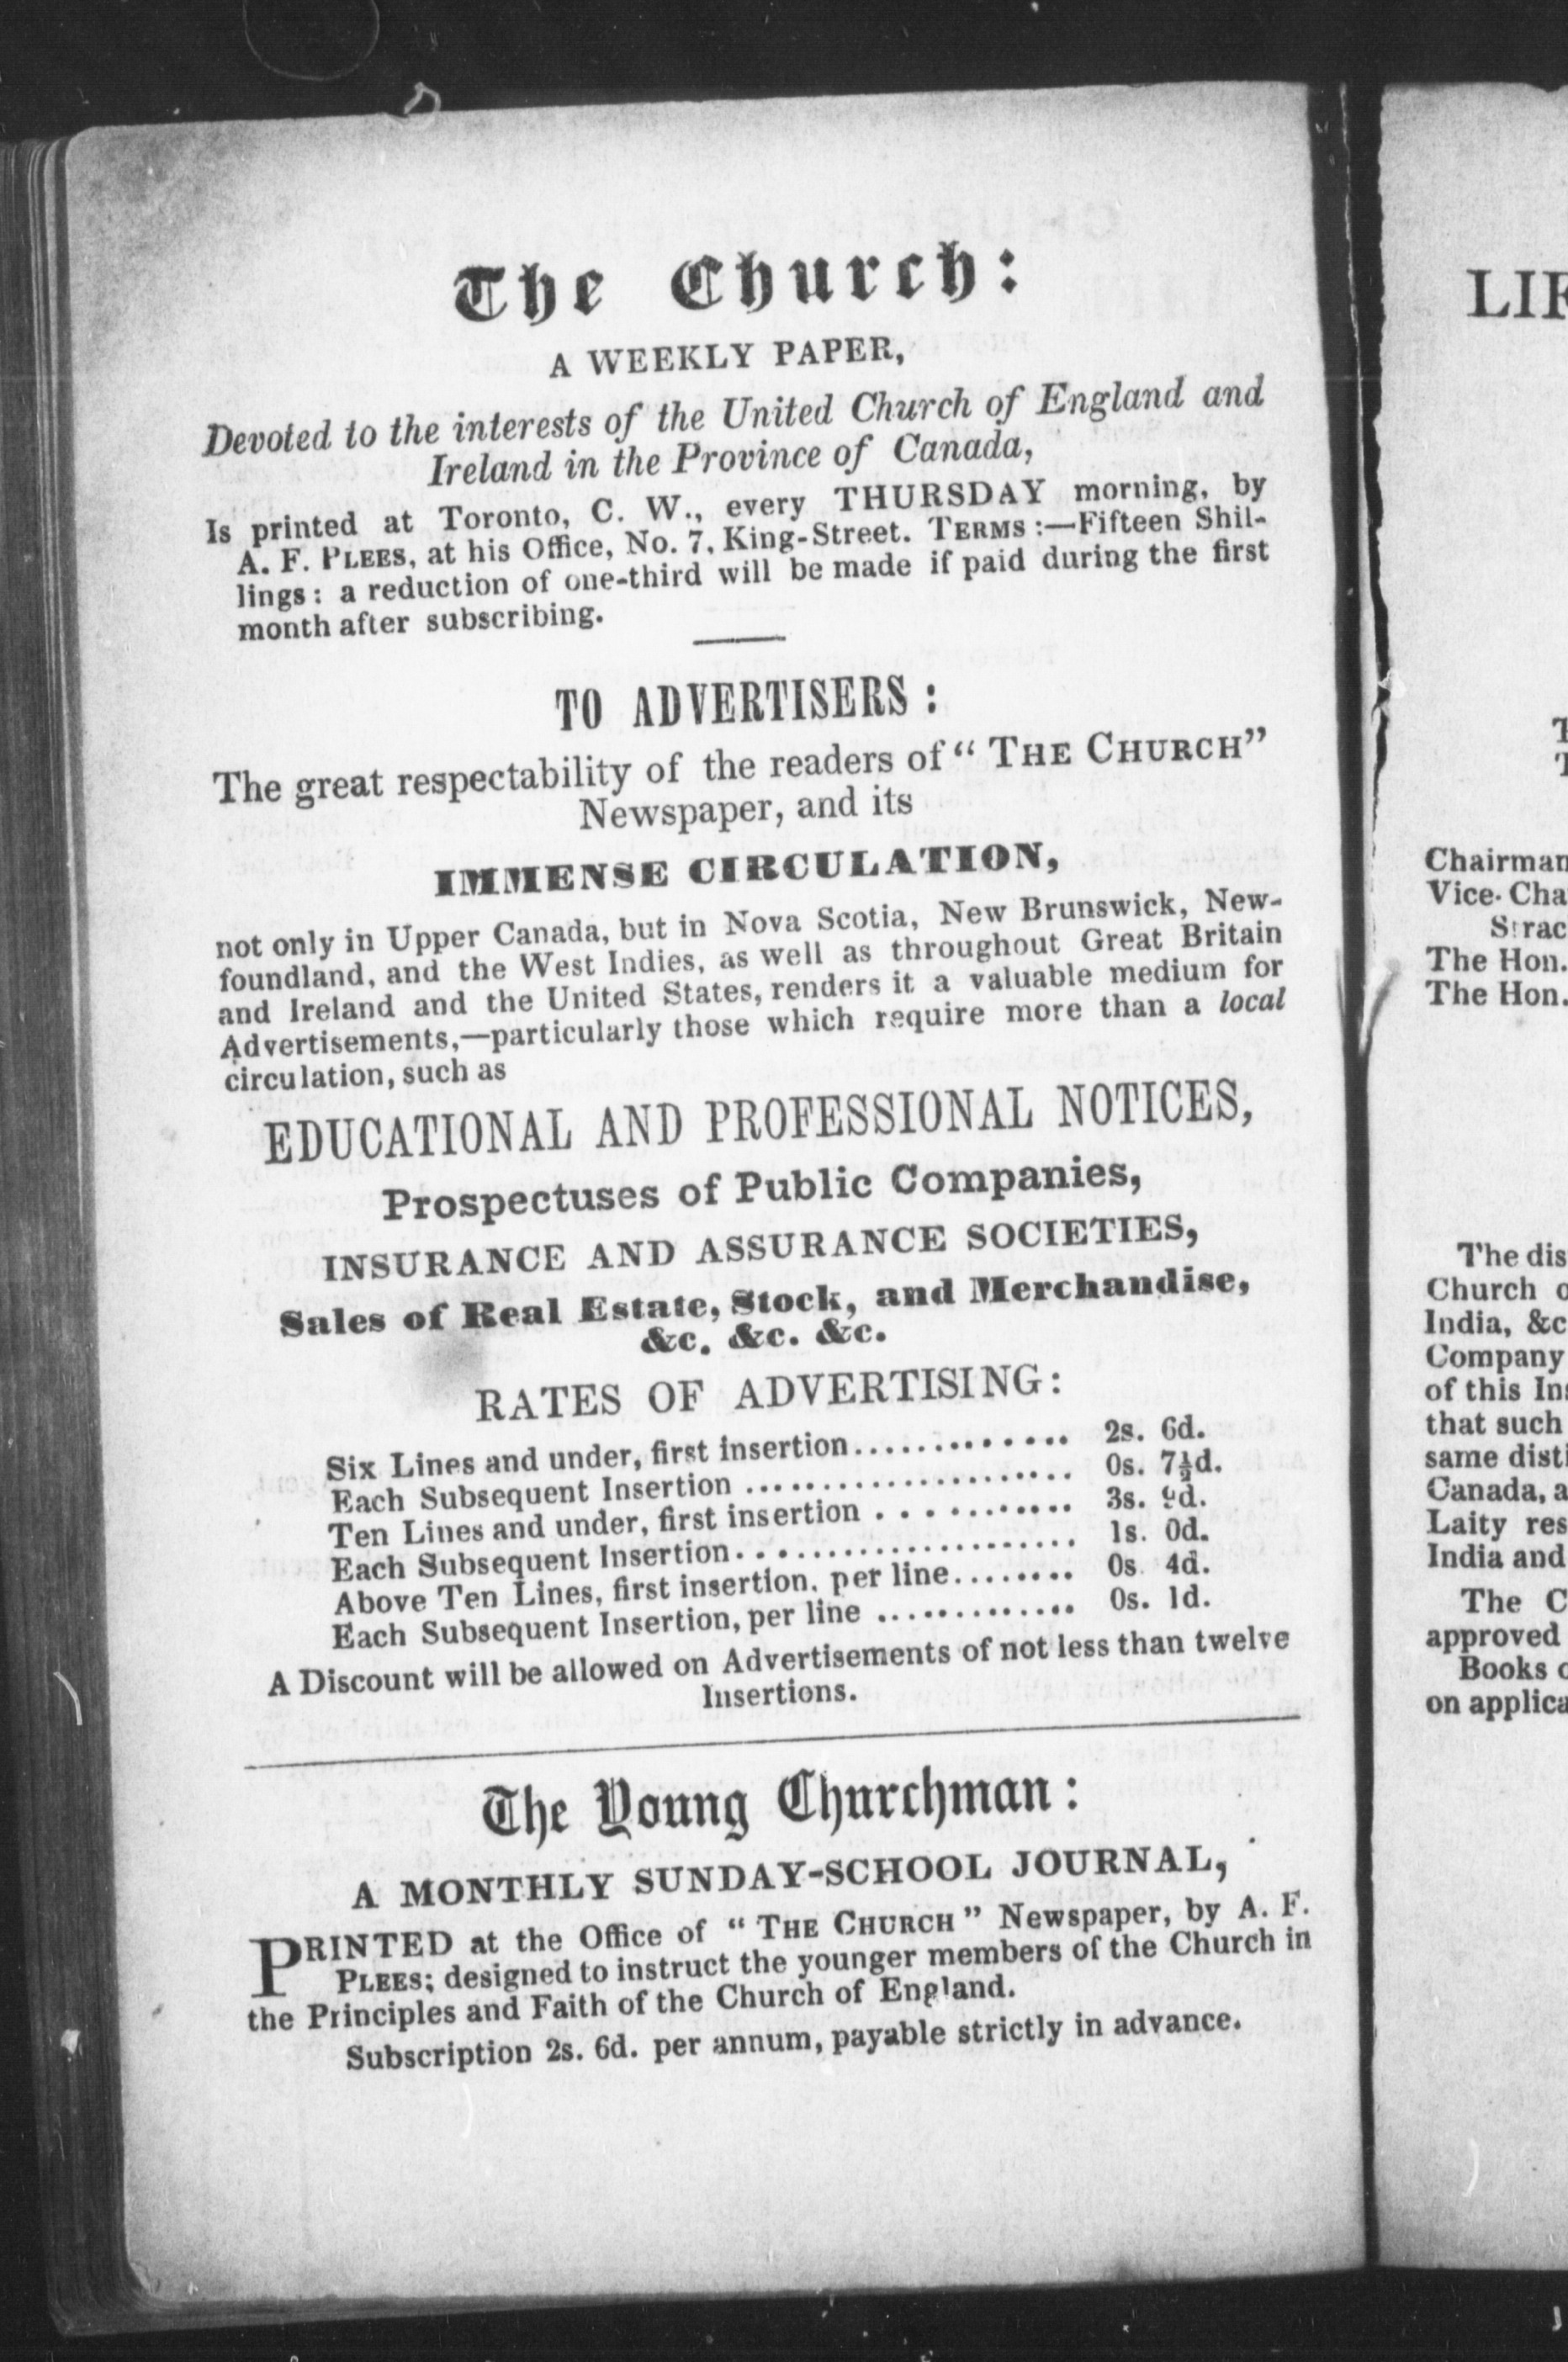 The Church:
A WEEKLY PAPER,
Devoted to the interests of the United Church of England and
Ireland in the Province of Canada,
Is printed at Toronto, C. W., every THURSDAY morning, by
A. F. PLEES, at his Office, No. 7, King-Street. TERMS :—Fifteen Shil-
lings: a reduction of one-third will be made if paid during the first
month after subscribing.
TO ADVERTISERS :
The great respectability of the readers of “ THE CHURCH”
Newspaper, and its
IMMENSE CIRCULATION,
not only in Upper Canada, but in Nova Scotia, New Brunswick, New-
foundland, and the West Indies, as well as throughout Great Britain
and Ireland and the United States, renders it a valuable medium for
Advertisements,—particularly those which require more than a local
circulation, such as
EDUCATIONAL AND PROFESSIONAL NOTICES,
Prospectuses of Public Companies,
INSURANCE AND ASSURANCE SOCIETIES,
Sales of Real Estate, Stock, and Merchandise,
&c. &c. &c.
RATES OF ADVERTISING:
Six Lines and under, first insertion............. 2s. 6d.
Each Subsequent Insertion ...................... 0s. 7½d.
Ten Lines and under, first insertion ........... 3s. 9d.
Each Subsequent Insertion...................... 1s. 0d.
Above Ten Lines, first insertion, per line........ 0s. 4d.
Each Subsequent Insertion, per line .............. 0s. 1d.
A Discount will be allowed on Advertisements of not less than twelve
Insertions.
The Young Churchman:
A MONTHLY SUNDAY-SCHOOL JOURNAL,
PRINTED at the Office of “ THE CHURCH ” Newspaper, by A. F.
PLEES; designed to instruct the younger members of the Church in
the Principles and Faith of the Church of England.
Subscription 2s. 6d. per annum, payable strictly in advance.
Chairman
Vice-Cha
Strac
The Hon.
The Hon.
The dis
Church o
India, &c
Company
of this Ins
that such
same disti
Canada, a
Laity res
India and
The C
approved
Books o
on applica